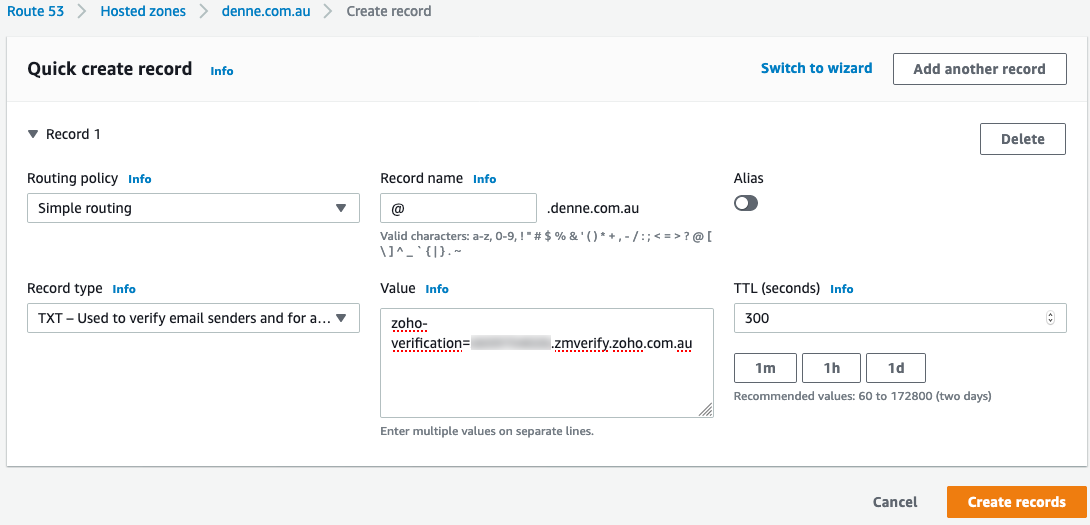 Route 53 > Hosted zones > denne.com.au > Create record
Quick create record Info
Switch to wizard
Add another record
Record 1
Delete
Routing policy Info
Record name Info
Alias
Simple routing
@
.denne.com.au
Valid characters: a-z, 0-9, ! " # $ % & ' ( ) * + , - / : ; < = > ? @ [
\ ] ^ _ ` { | } . ~
Record type Info
Value Info
TTL (seconds) Info
TXT – Used to verify email senders and for a...
zoho-
verification= .zmverify.zoho.com.au
300
1m
1h
1d
Recommended values: 60 to 172800 (two days)
Enter multiple values on separate lines.
Cancel
Create records